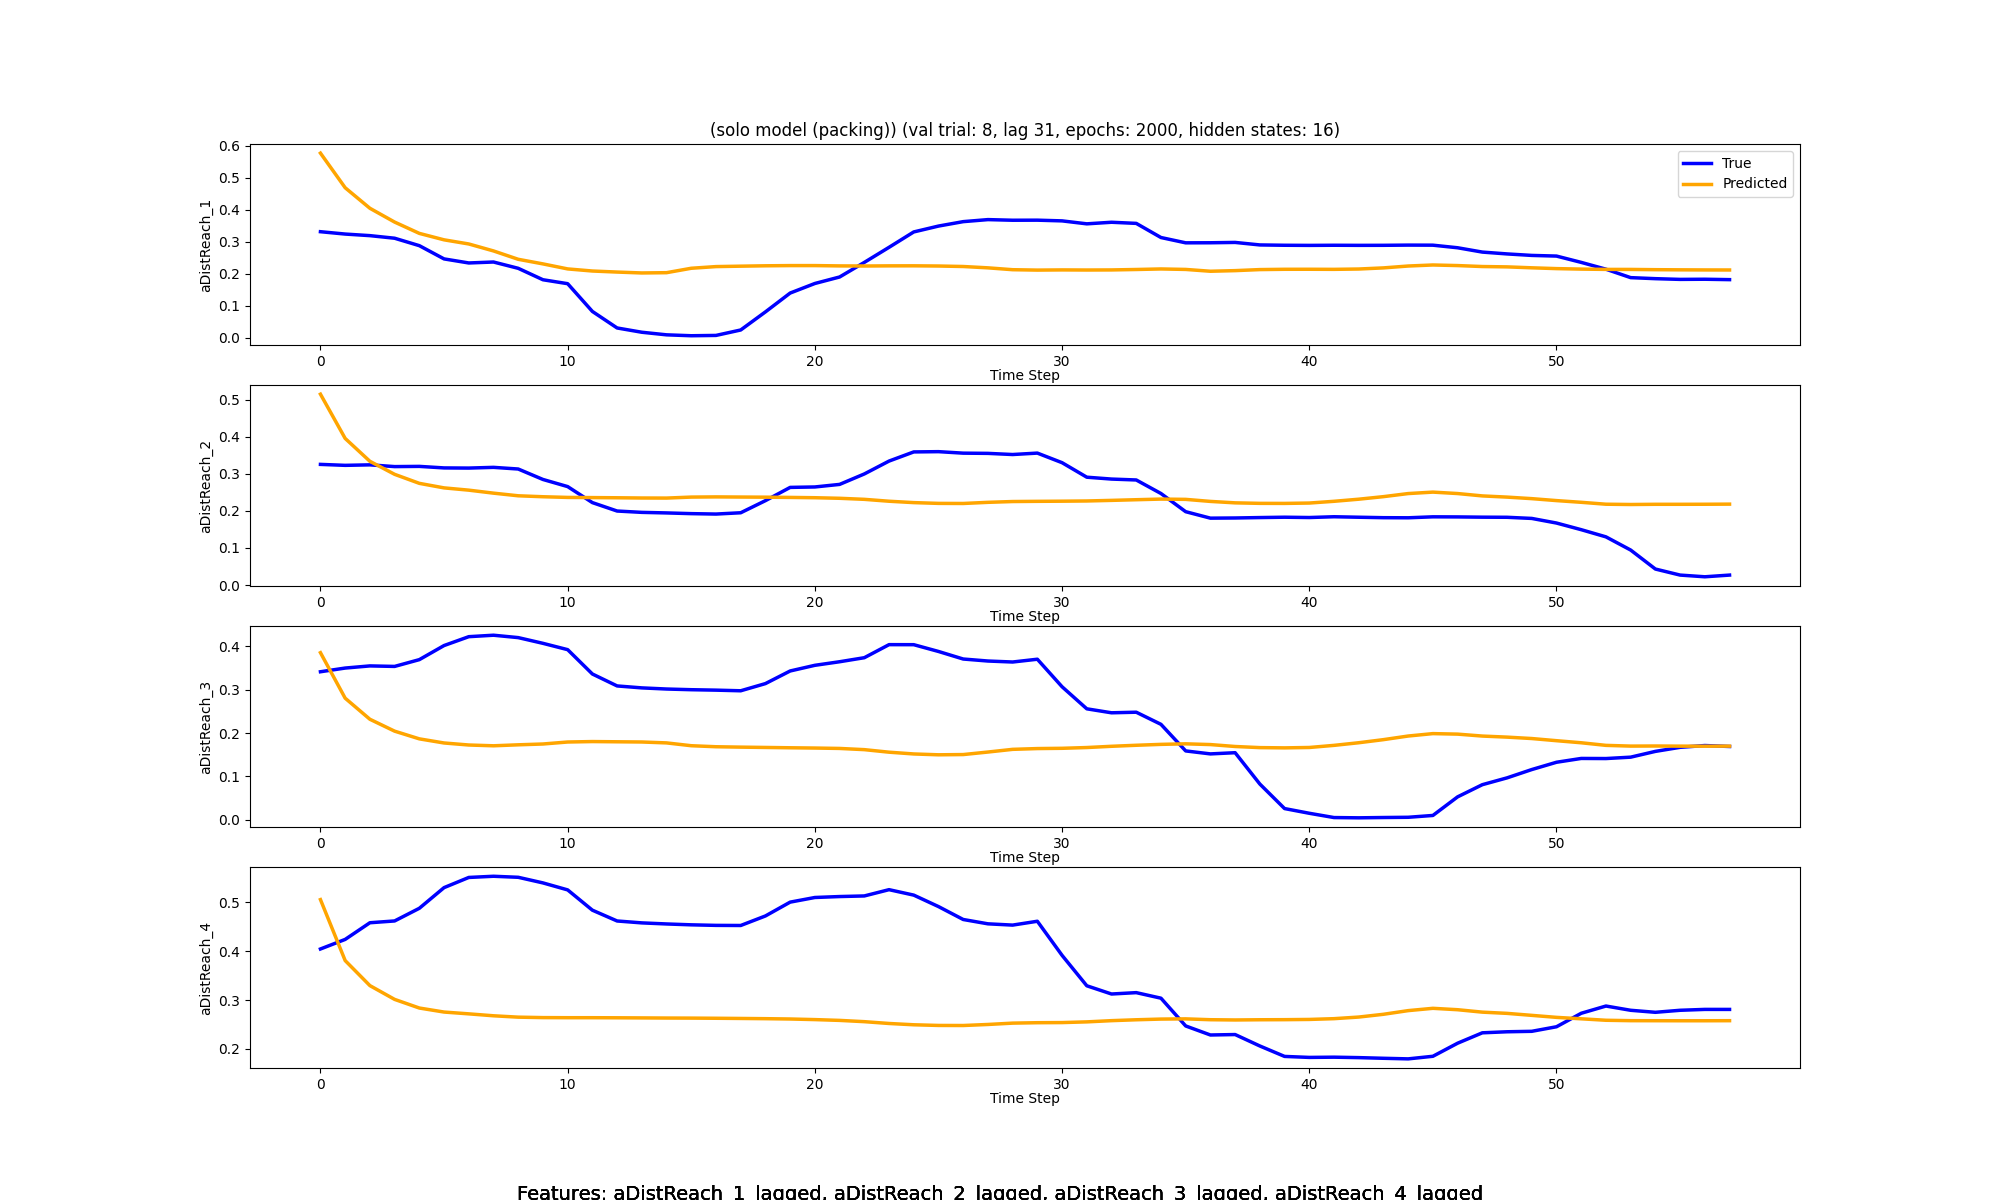 (solo model (packing)) (val trial: 8, lag 31, epochs: 2000, hidden states: 16)
0.6
0.5
0.4
0.3
0.2
0.1
0.0
aDistReach_1
True
Predicted
0 10 20 30 40 50
Time Step
0.5
0.4
0.3
0.2
0.1
0.0
aDistReach_2
0 10 20 30 40 50
Time Step
0.4
0.3
0.2
0.1
0.0
aDistReach_3
0 10 20 30 40 50
Time Step
0.5
0.4
0.3
0.2
aDistReach_4
0 10 20 30 40 50
Time Step
Features: aDistReach_1_lagged, aDistReach_2_lagged, aDistReach_3_lagged, aDistReach_4_lagged